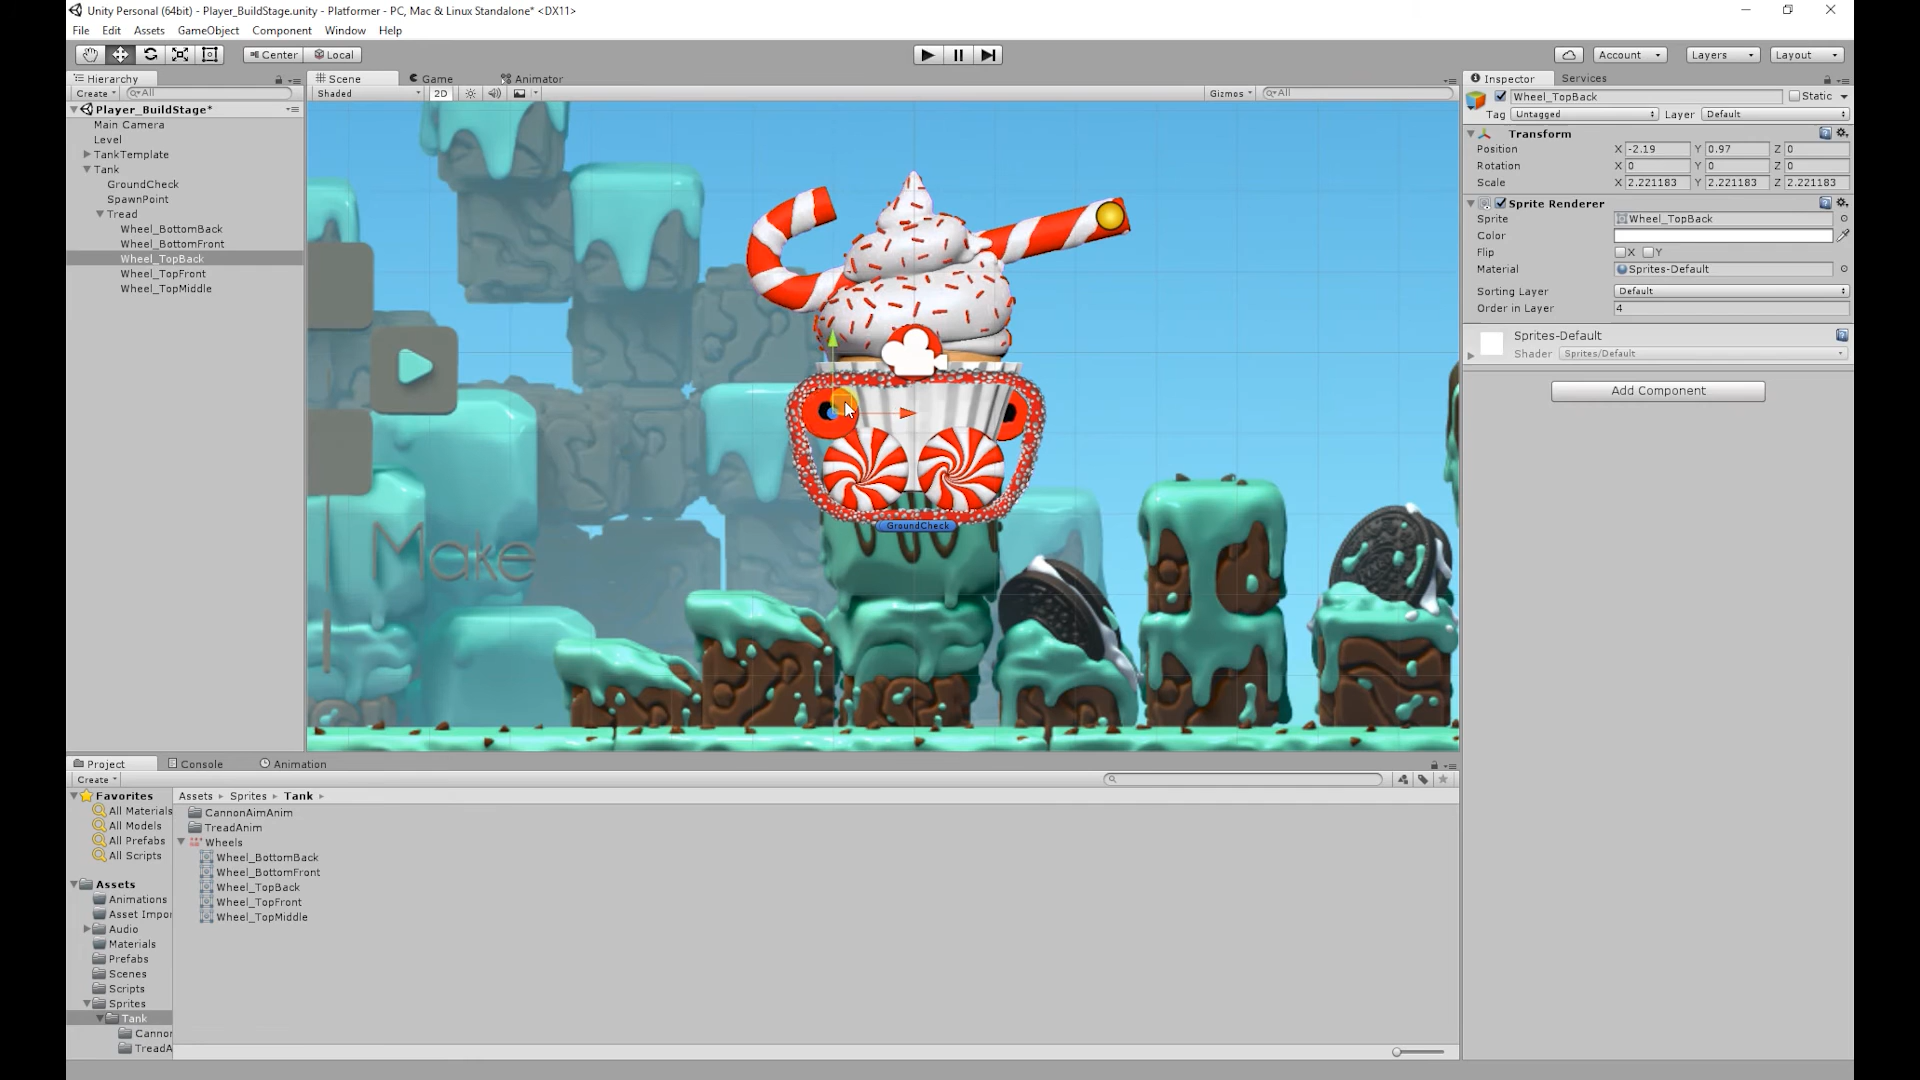 Unity Personal (64bit) - Player_BuildStage.unity - Platformer - PC, Mac & Linux Standalone* <DX11>
File Edit Assets GameObject Component Window Help
Center Local Account Layers Layout
Hierarchy
Create All
Player_BuildStage*
Main Camera
Level
TankTemplate
Tank
GroundCheck
SpawnPoint
Tread
Wheel_BottomBack
Wheel_BottomFront
Wheel_TopBack
Wheel_TopFront
Wheel_TopMiddle
Scene Game Animator
Shaded 2D Gizmos All
Make
GroundCheck
Inspector Services
Wheel_TopBack Static
Tag Untagged Layer Default
Transform
Position X -2.19 Y 0.97 Z 0
Rotation X 0 Y 0 Z 0
Scale X 2.221183 Y 2.221183 Z 2.221183
Sprite Renderer
Sprite Wheel_TopBack
Color
Flip X Y
Material Sprites-Default
Sorting Layer Default
Order in Layer 4
Sprites-Default
Shader Sprites/Default
Add Component
Project Console Animation
Create
Favorites
All Materials
All Models
All Prefabs
All Scripts
Assets
Animations
Asset Impor
Audio
Materials
Prefabs
Scenes
Scripts
Sprites
Tank
Cannon
TreadA
Assets Sprites Tank
CannonAimAnim
TreadAnim
Wheels
Wheel_BottomBack
Wheel_BottomFront
Wheel_TopBack
Wheel_TopFront
Wheel_TopMiddle